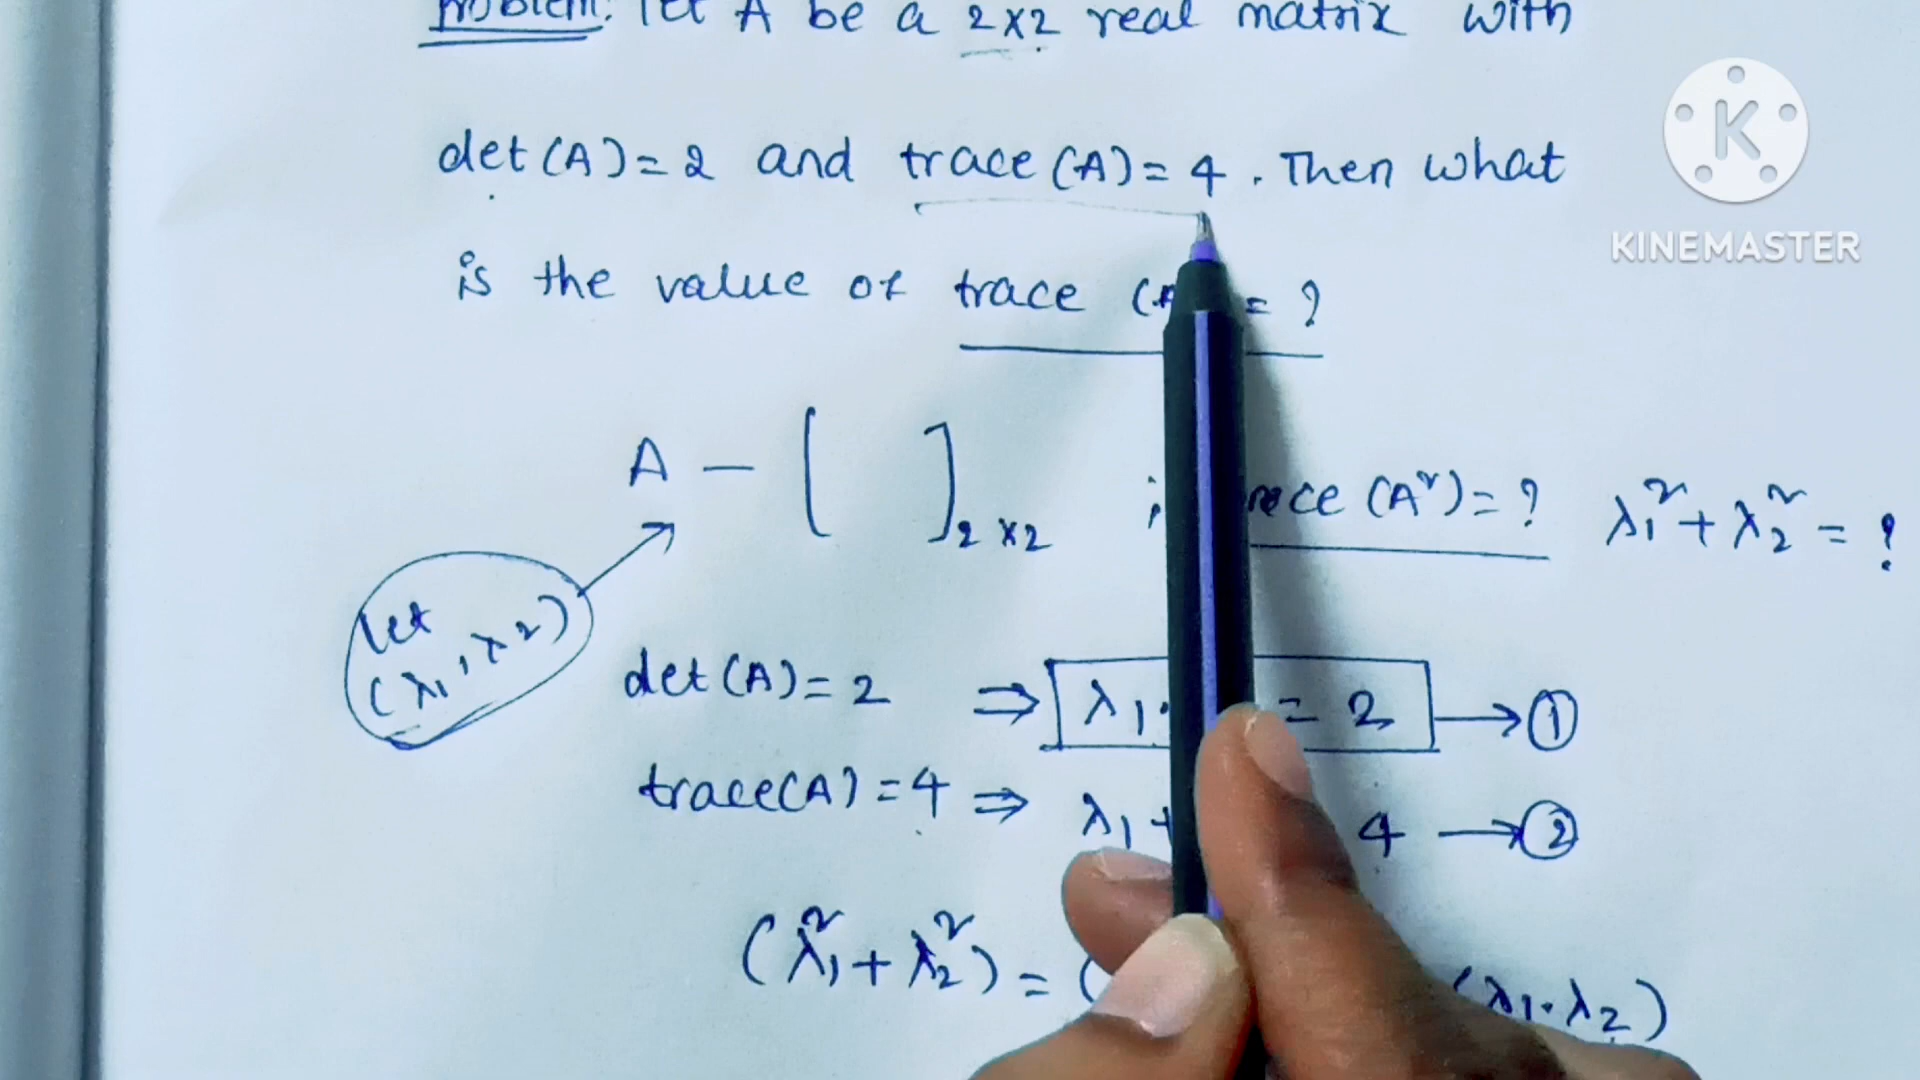 Problem: let A be a 2x2 real matrix with
det(A)=2 and trace(A)=4. Then what
is the value of trace (A = ?
A - [ ]2x2 ; trace (A²)=? λ1²+λ2² = ?
let
(λ1, λ2)
det(A)=2 ⇒ λ1. = 2 → ①
trace(A)=4 ⇒ λ1+ 4 → ②
(λ1²+λ2²) = ( (λ1.λ2)
K
KINEMASTER